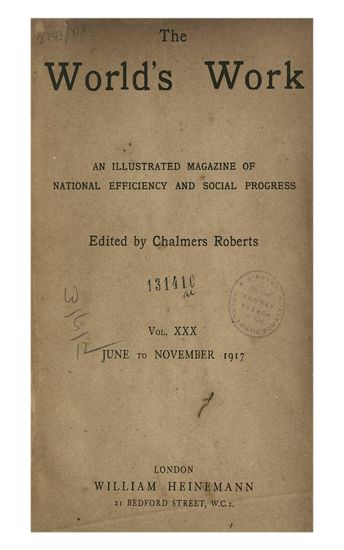 The
World's Work
AN ILLUSTRATED MAGAZINE OF
NATIONAL EFFICIENCY AND SOCIAL PROGRESS
Edited by Chalmers Roberts
131410
VOL. XXX
JUNE TO NOVEMBER 1917
LONDON
WILLIAM HEINEMANN
21 BEDFORD STREET, W.C.2.